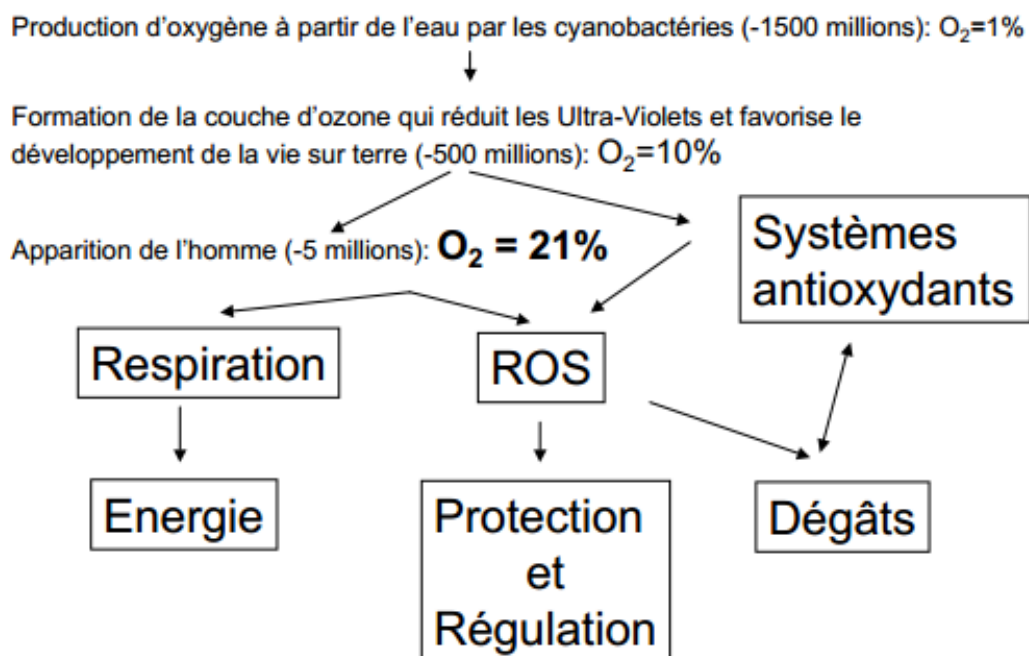 Production d'oxygène à partir de l'eau par les cyanobactéries (-1500 millions): O₂=1%
Formation de la couche d'ozone qui réduit les Ultra-Violets et favorise le
développement de la vie sur terre (-500 millions): O₂=10%
Apparition de l'homme (-5 millions): O₂ = 21%
Systèmes
antioxydants
Respiration
ROS
Energie
Protection
et
Régulation
Dégâts